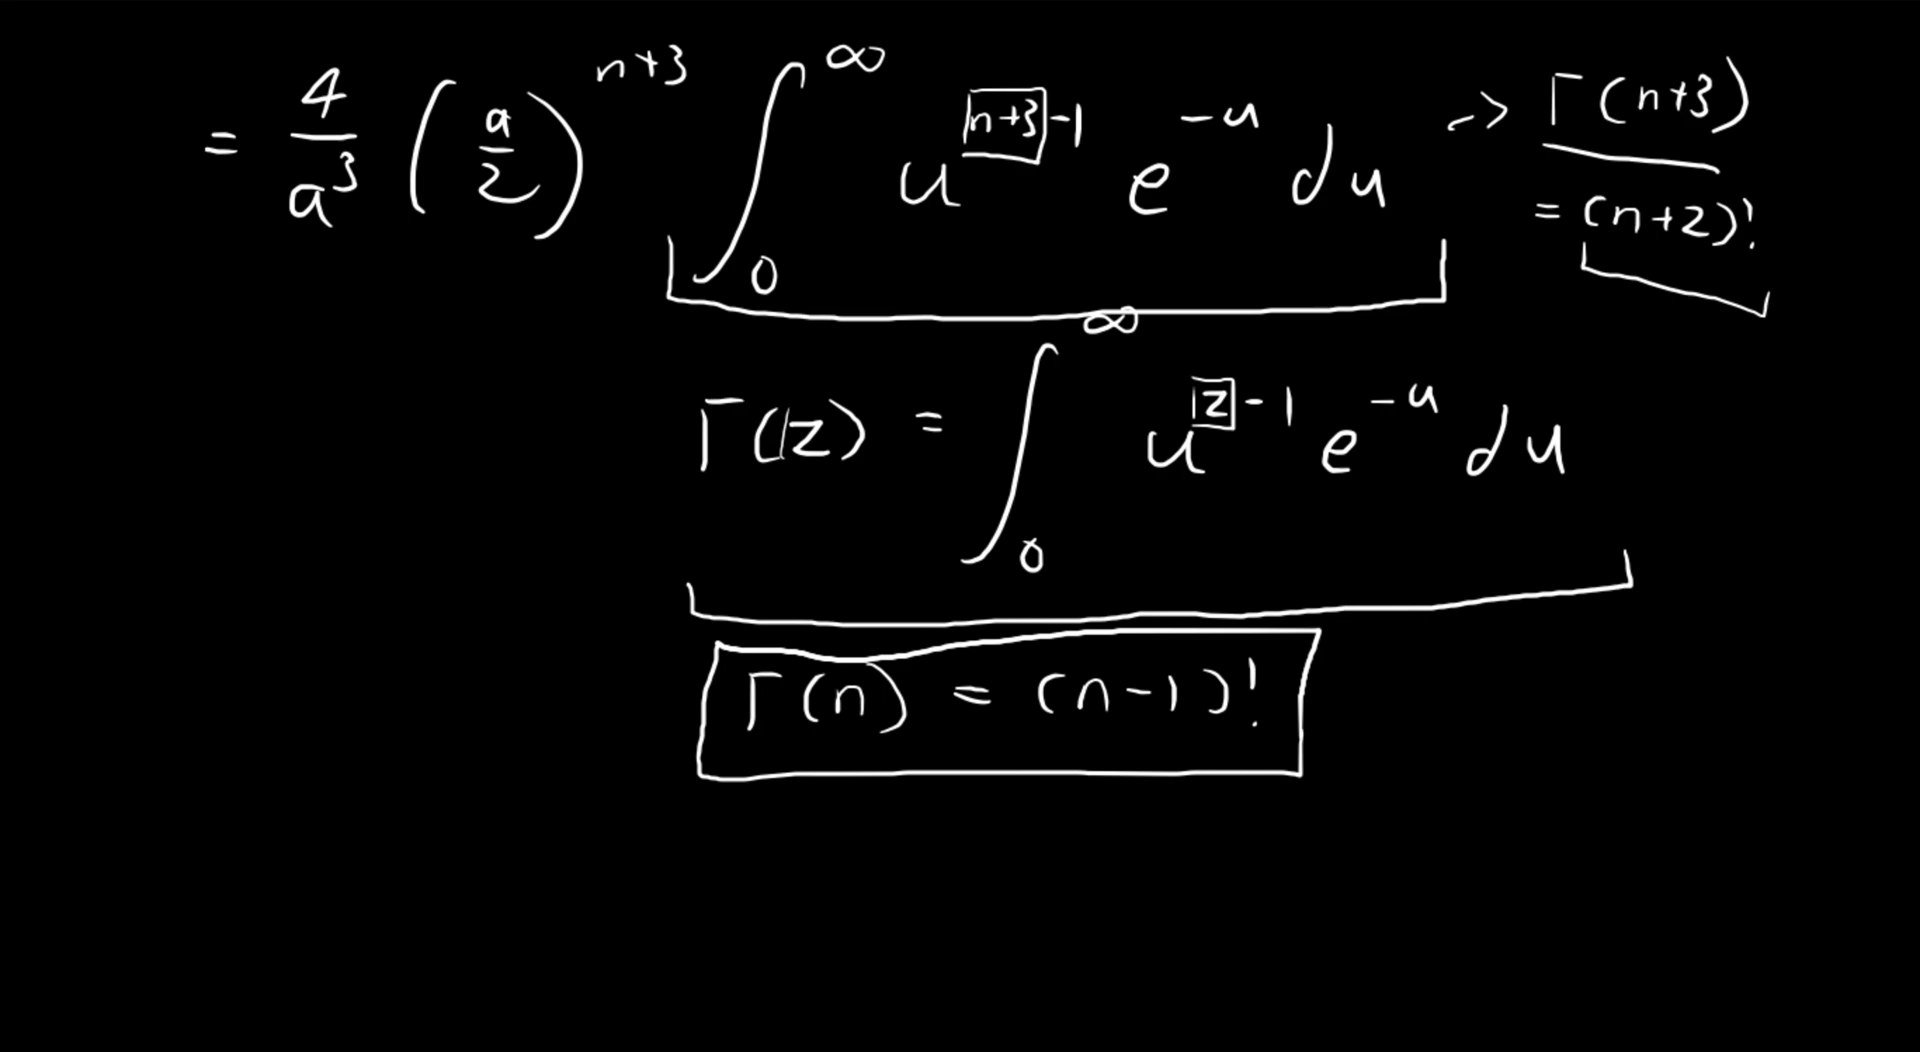 = 4/a³ (a/2)ⁿ⁺³ ∫₀^∞ u^(n+3)-1 e^-u du -> Γ(n+3)
= (n+2)!
Γ(z) = ∫₀^∞ u^z-1 e^-u du
Γ(n) = (n-1)!